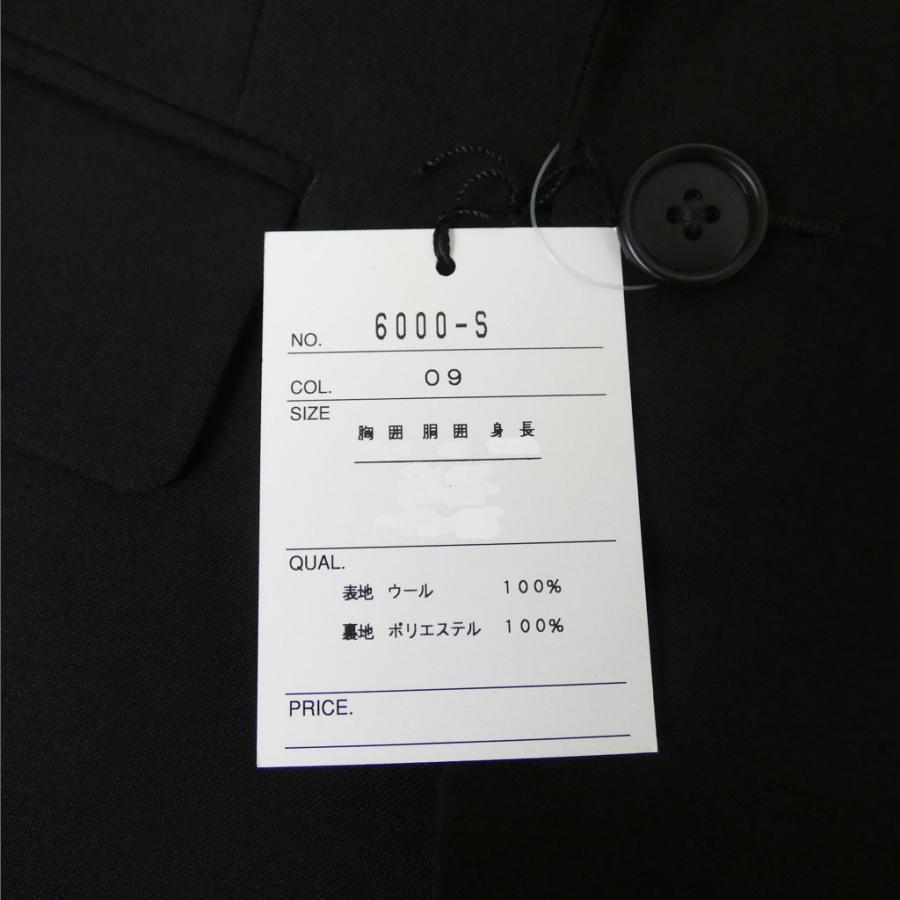 NO. 6000-S
COL. 09
SIZE
胸囲 胴囲 身長
QUAL.
表地 ウール 100%
裏地 ポリエステル 100%
PRICE.